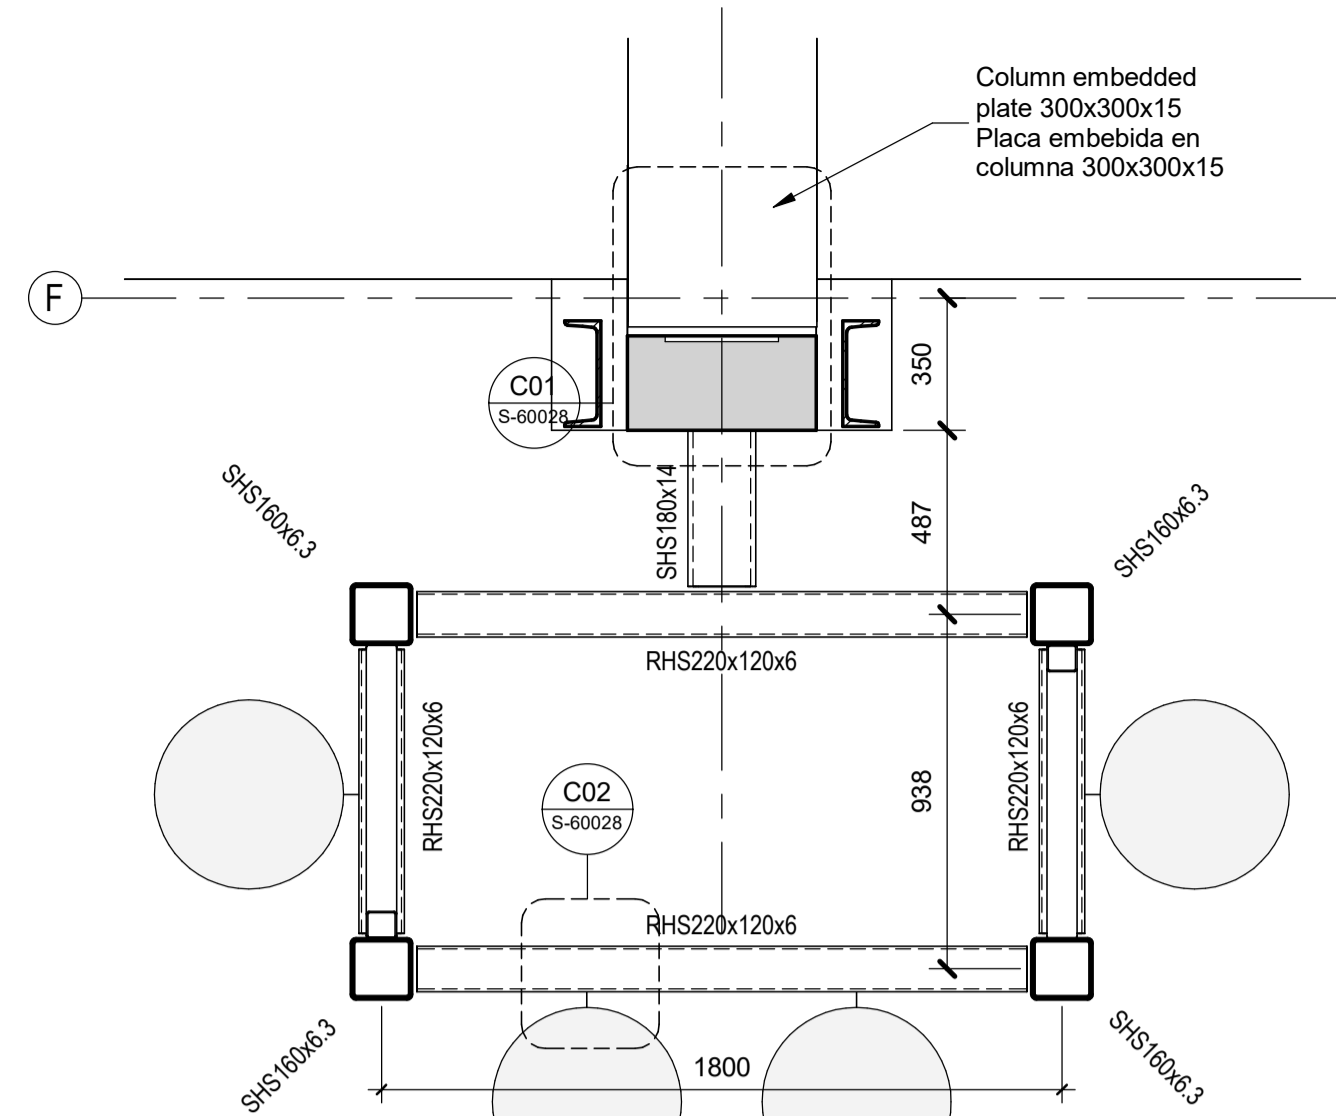 Column embedded
plate 300x300x15
Placa embebida en
columna 300x300x15
F
350
C01
S-60028
SHS160x6.3
SHS180x14
487
SHS160x6.3
RHS220x120x6
RHS220x120x6
RHS220x120x6
938
C02
S-60028
RHS220x120x6
SHS160x6.3
1800
SHS160x6.3